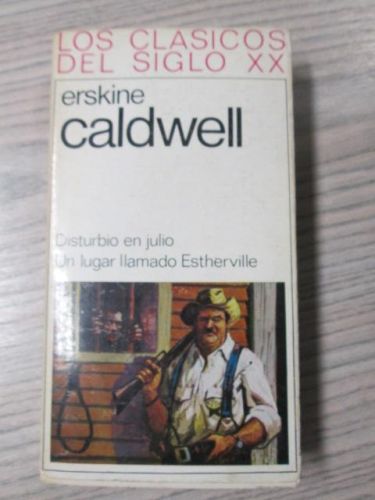 LOS CLASICOS
DEL SIGLO XX
erskine
caldwell
Disturbio en julio
Un lugar llamado Estherville